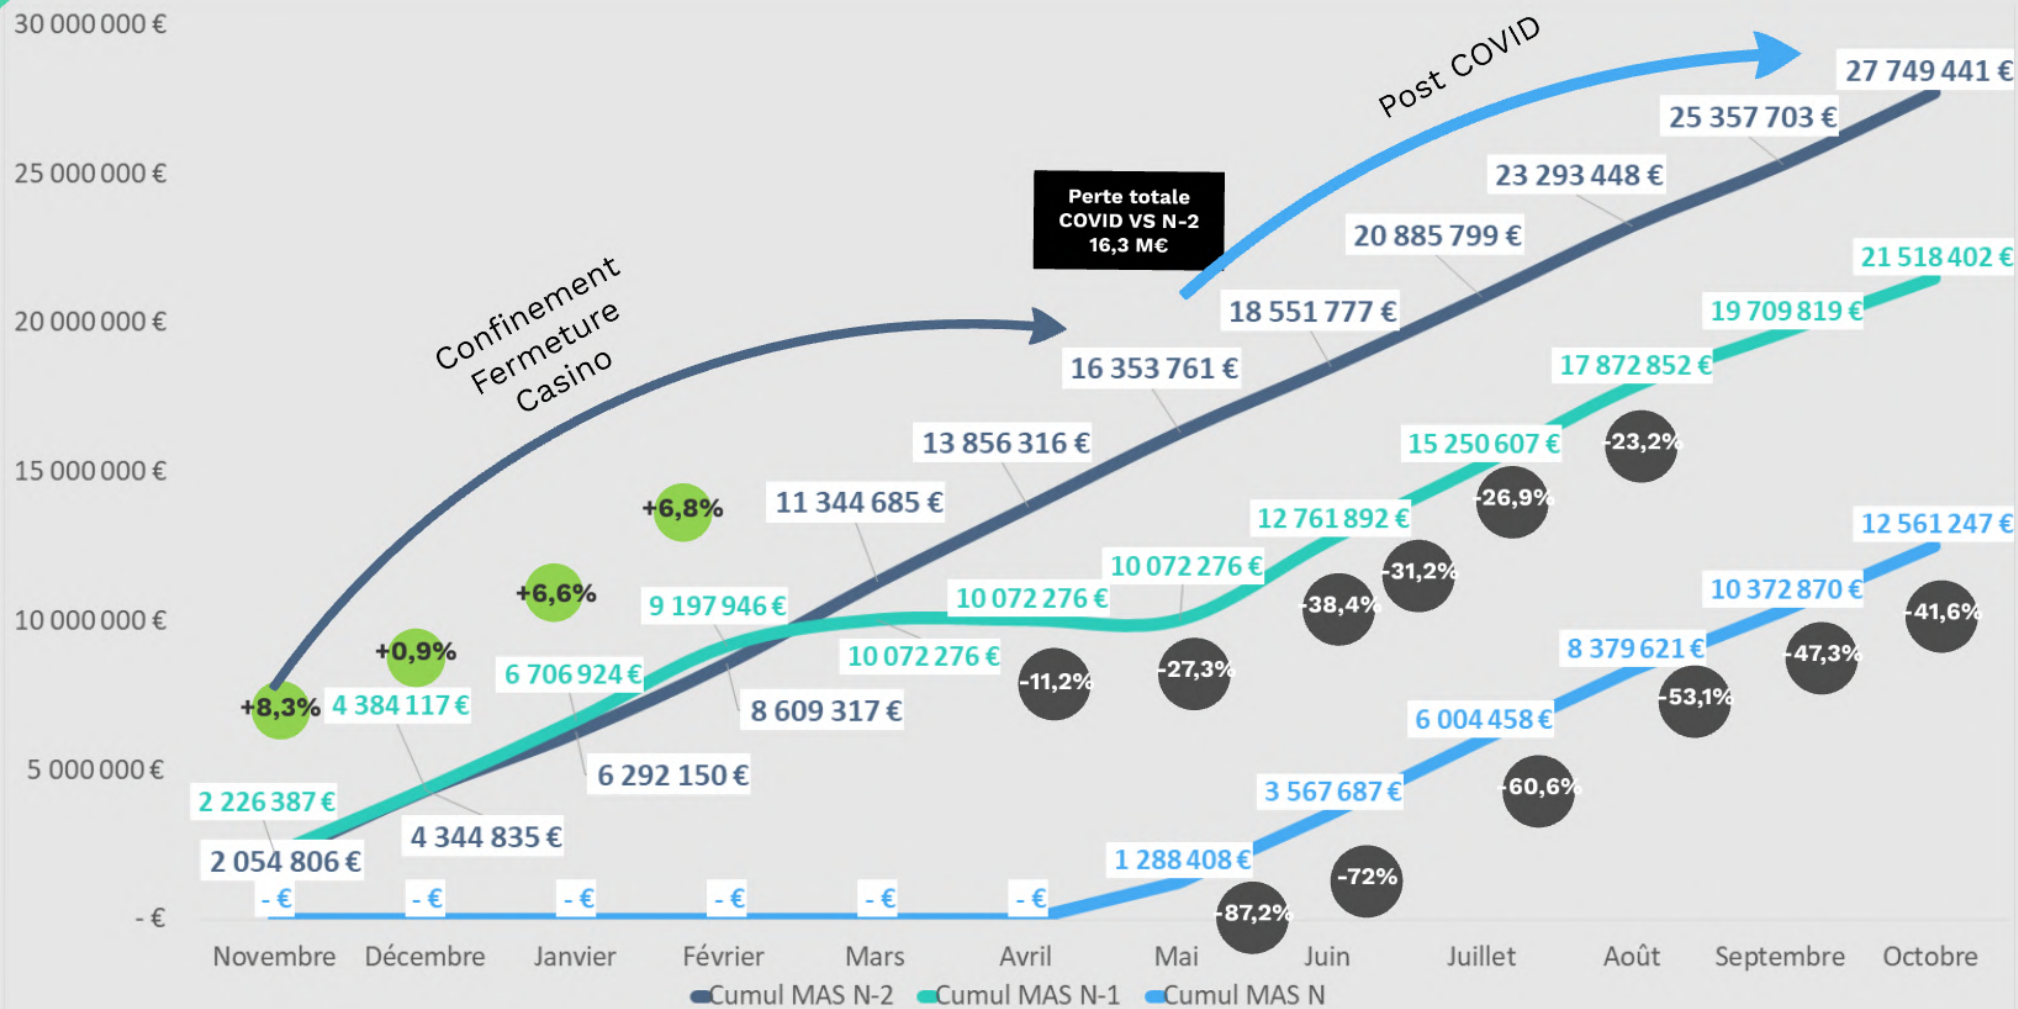 30 000 000 €
25 000 000 €
20 000 000 €
15 000 000 €
10 000 000 €
5 000 000 €
- €
Confinement
Fermeture
Casino
Post COVID
Perte totale
COVID VS N-2
16,3 M€
2 054 806 €
4 344 835 €
6 292 150 €
8 609 317 €
11 344 685 €
13 856 316 €
16 353 761 €
18 551 777 €
20 885 799 €
23 293 448 €
25 357 703 €
27 749 441 €
2 226 387 €
4 384 117 €
6 706 924 €
9 197 946 €
10 072 276 €
10 072 276 €
10 072 276 €
12 761 892 €
15 250 607 €
17 872 852 €
19 709 819 €
21 518 402 €
- €
- €
- €
- €
- €
- €
1 288 408 €
3 567 687 €
6 004 458 €
8 379 621 €
10 372 870 €
12 561 247 €
+8,3%
+0,9%
+6,6%
+6,8%
-11,2%
-27,3%
-38,4%
-31,2%
-26,9%
-23,2%
-87,2%
-72%
-60,6%
-53,1%
-47,3%
-41,6%
Novembre
Décembre
Janvier
Février
Mars
Avril
Mai
Juin
Juillet
Août
Septembre
Octobre
Cumul MAS N-2
Cumul MAS N-1
Cumul MAS N